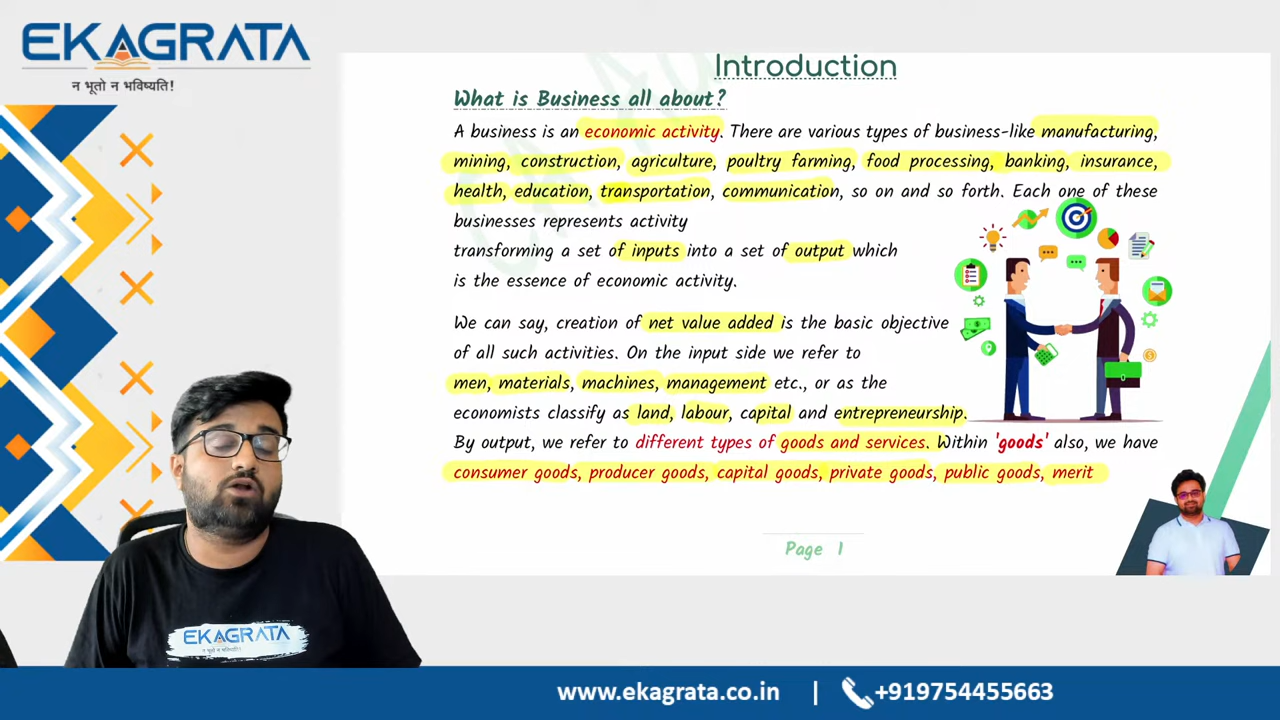 EKAGRATA
न भूतो न भविष्यति!
Introduction
What is Business all about?
A business is an economic activity. There are various types of business-like manufacturing,
mining, construction, agriculture, poultry farming, food processing, banking, insurance,
health, education, transportation, communication, so on and so forth. Each one of these
businesses represents activity
transforming a set of inputs into a set of output which
is the essence of economic activity.
We can say, creation of net value added is the basic objective
of all such activities. On the input side we refer to
men, materials, machines, management etc., or as the
economists classify as land, labour, capital and entrepreneurship.
By output, we refer to different types of goods and services. Within 'goods' also, we have
consumer goods, producer goods, capital goods, private goods, public goods, merit
Page 1
EKAGRATA
न भूतो न भविष्यति!
www.ekagrata.co.in | +919754455663